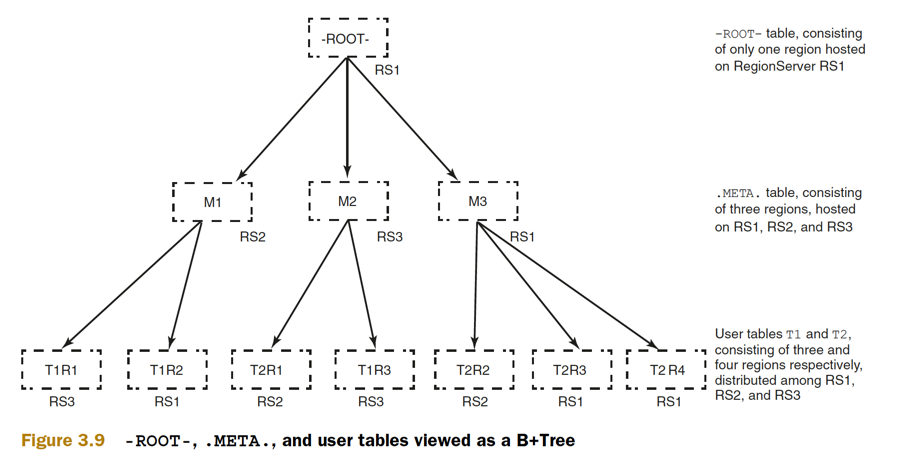 -ROOT-
RS1
-ROOT- table, consisting
of only one region hosted
on RegionServer RS1
M1
M2
M3
RS2
RS3
RS1
.META. table, consisting
of three regions, hosted
on RS1, RS2, and RS3
T1R1
T1R2
T2R1
T1R3
T2R2
T2R3
T2 R4
RS3
RS1
RS2
RS3
RS2
RS1
RS1
User tables T1 and T2,
consisting of three and
four regions respectively,
distributed among RS1,
RS2, and RS3
Figure 3.9 -ROOT-, .META., and user tables viewed as a B+Tree